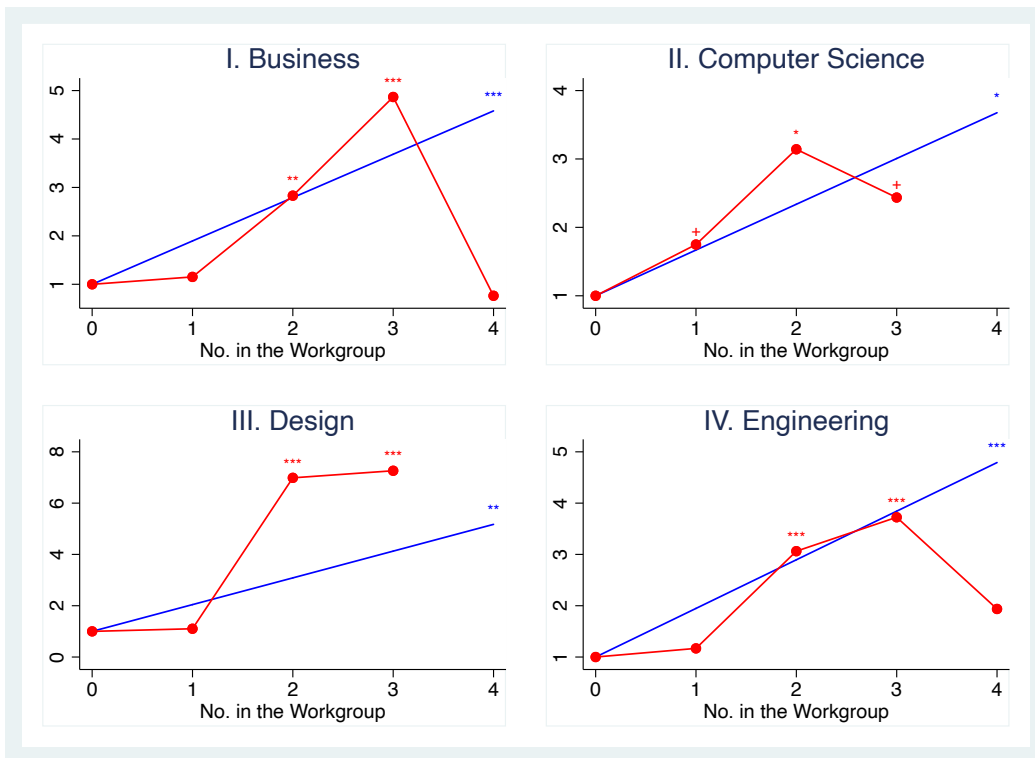 I. Business
***
***
5
4
**
3
2
1
0 1 2 3 4
No. in the Workgroup
II. Computer Science
4
*
*
3
+
+
2
1
0 1 2 3 4
No. in the Workgroup
III. Design
8
***
***
6
**
4
2
0
0 1 2 3 4
No. in the Workgroup
IV. Engineering
***
5
***
4
***
3
2
1
0 1 2 3 4
No. in the Workgroup